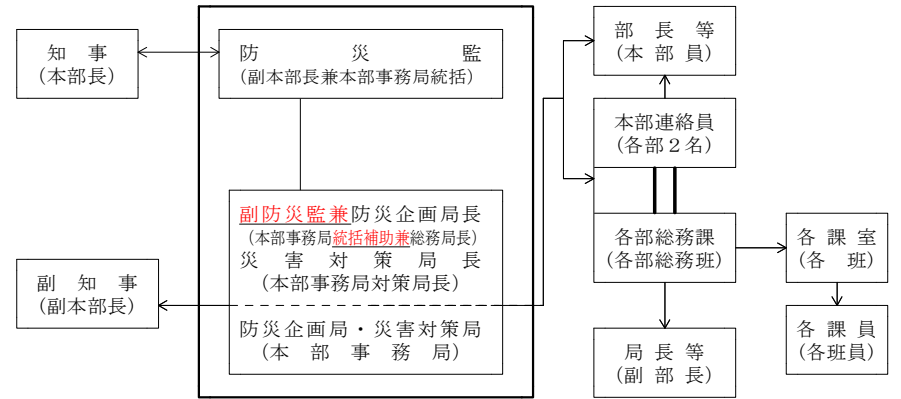 知事
(本部長)
防災監
(副本部長兼本部事務局統括)
部長等
(本部員)
本部連絡員
(各部２名)
副防災監兼防災企画局長
(本部事務局統括補助兼総務局長)
災害対策局長
(本部事務局対策局長)
防災企画局・災害対策局
(本部事務局)
副知事
(副本部長)
各部総務課
(各部総務班)
各課室
(各班)
局長等
(副部長)
各課員
(各班員)